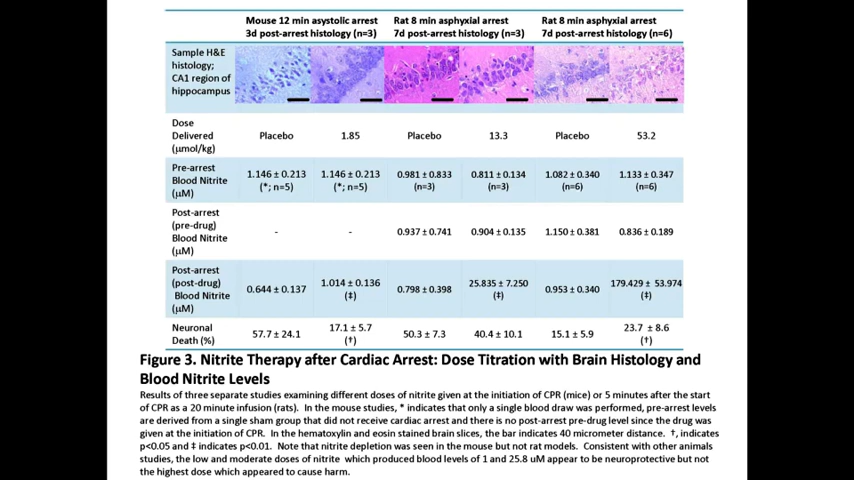 Mouse 12 min asystolic arrest
3d post-arrest histology (n=3)
Rat 8 min asphyxial arrest
7d post-arrest histology (n=3)
Rat 8 min asphyxial arrest
7d post-arrest histology (n=6)
Sample H&E
histology;
CA1 region of
hippocampus
Dose
Delivered
(μmol/kg)
Placebo 1.85 Placebo 13.3 Placebo 53.2
Pre-arrest
Blood Nitrite
(μM)
1.146 ± 0.213 1.146 ± 0.213 0.981 ± 0.833 0.811 ± 0.134 1.082 ± 0.340 1.133 ± 0.347
(*; n=5) (*; n=5) (n=3) (n=3) (n=6) (n=6)
Post-arrest
(pre-drug)
Blood Nitrite
(μM)
- - 0.937 ± 0.741 0.904 ± 0.135 1.150 ± 0.381 0.836 ± 0.189
Post-arrest
(post-drug)
Blood Nitrite
(μM)
0.644 ± 0.137 1.014 ± 0.136 0.798 ± 0.398 25.835 ± 7.250 0.953 ± 0.340 179.429 ± 53.974
(‡) (‡) (‡)
Neuronal
Death (%)
57.7 ± 24.1 17.1 ± 5.7 50.3 ± 7.3 40.4 ± 10.1 15.1 ± 5.9 23.7 ± 8.6
(†) (†)
Figure 3. Nitrite Therapy after Cardiac Arrest: Dose Titration with Brain Histology and
Blood Nitrite Levels
Results of three separate studies examining different doses of nitrite given at the initiation of CPR (mice) or 5 minutes after the start
of CPR as a 20 minute infusion (rats). In the mouse studies, * indicates that only a single blood draw was performed, pre-arrest levels
are derived from a single sham group that did not receive cardiac arrest and there is no post-arrest pre-drug level since the drug was
given at the initiation of CPR. In the hematoxylin and eosin stained brain slices, the bar indicates 40 micrometer distance. †, indicates
p<0.05 and ‡ indicates p<0.01. Note that nitrite depletion was seen in the mouse but not rat models. Consistent with other animals
studies, the low and moderate doses of nitrite which produced blood levels of 1 and 25.8 uM appear to be neuroprotective but not
the highest dose which appeared to cause harm.